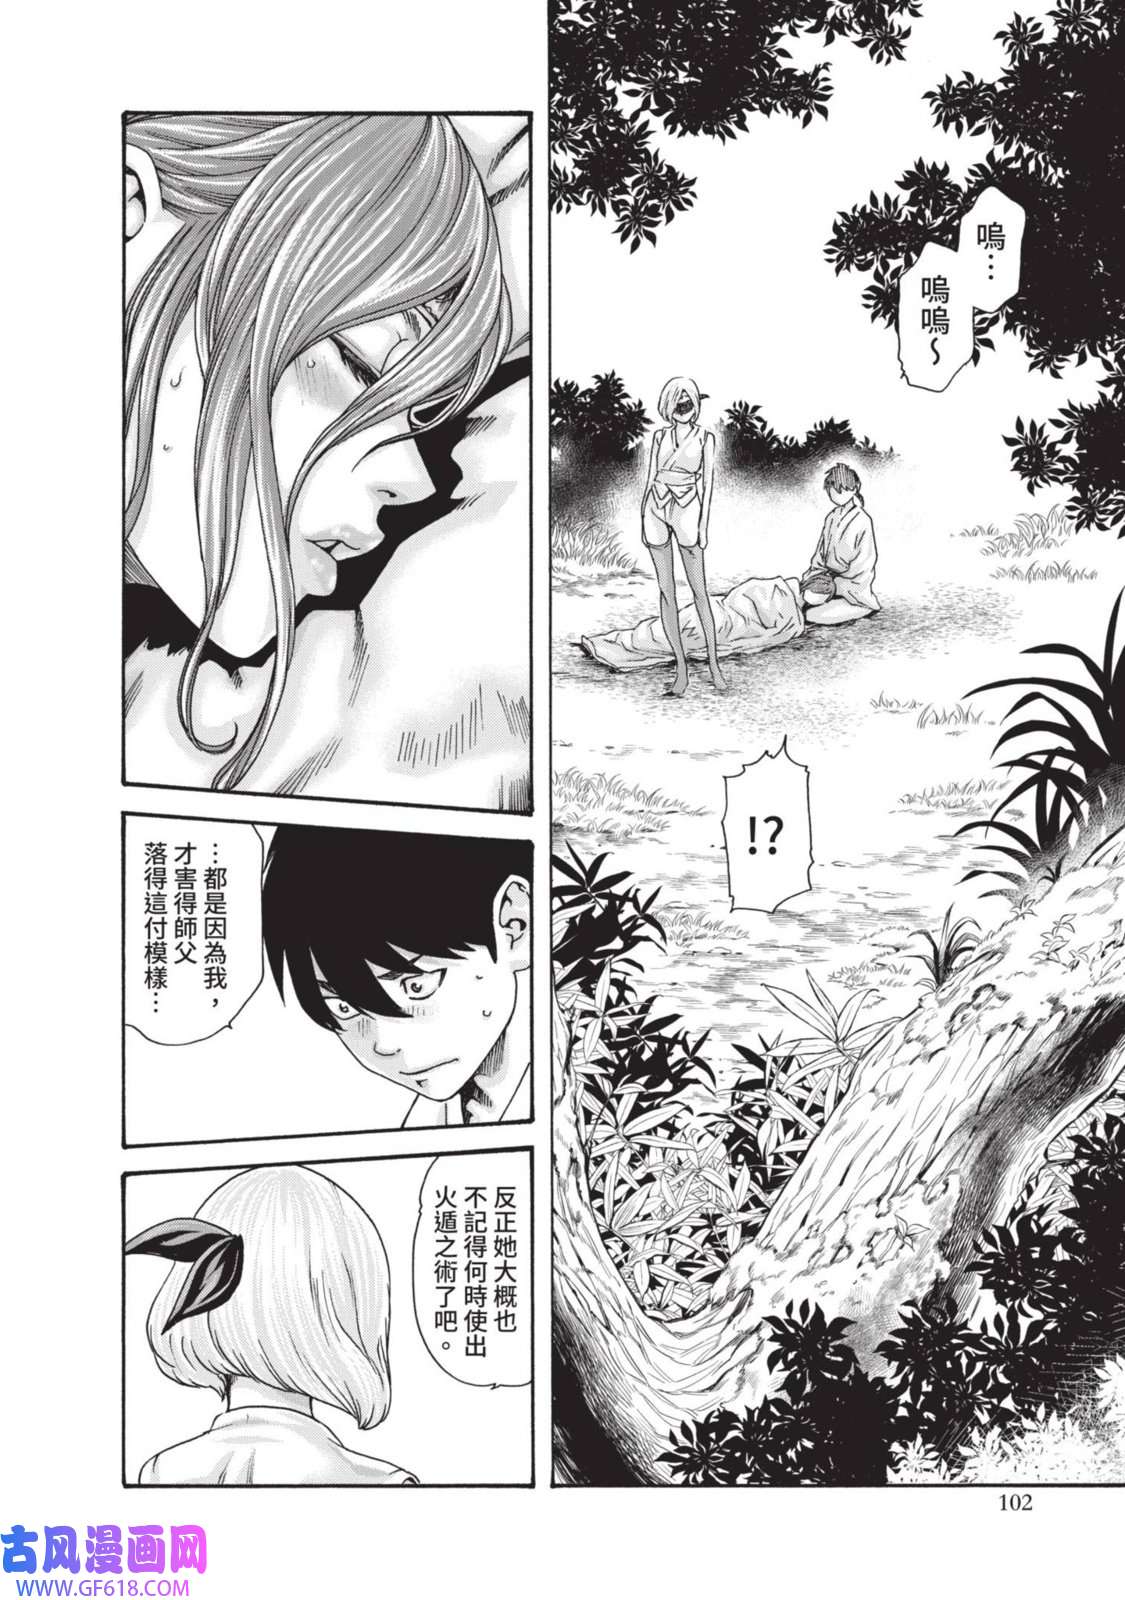 嗚…
嗚嗚～
!?
…都是因為我，
才害得師父
落得這付模樣…
反正她大概也
不記得何時使出
火遁之術了吧。
102
古风漫画网
WWW.GF618.COM